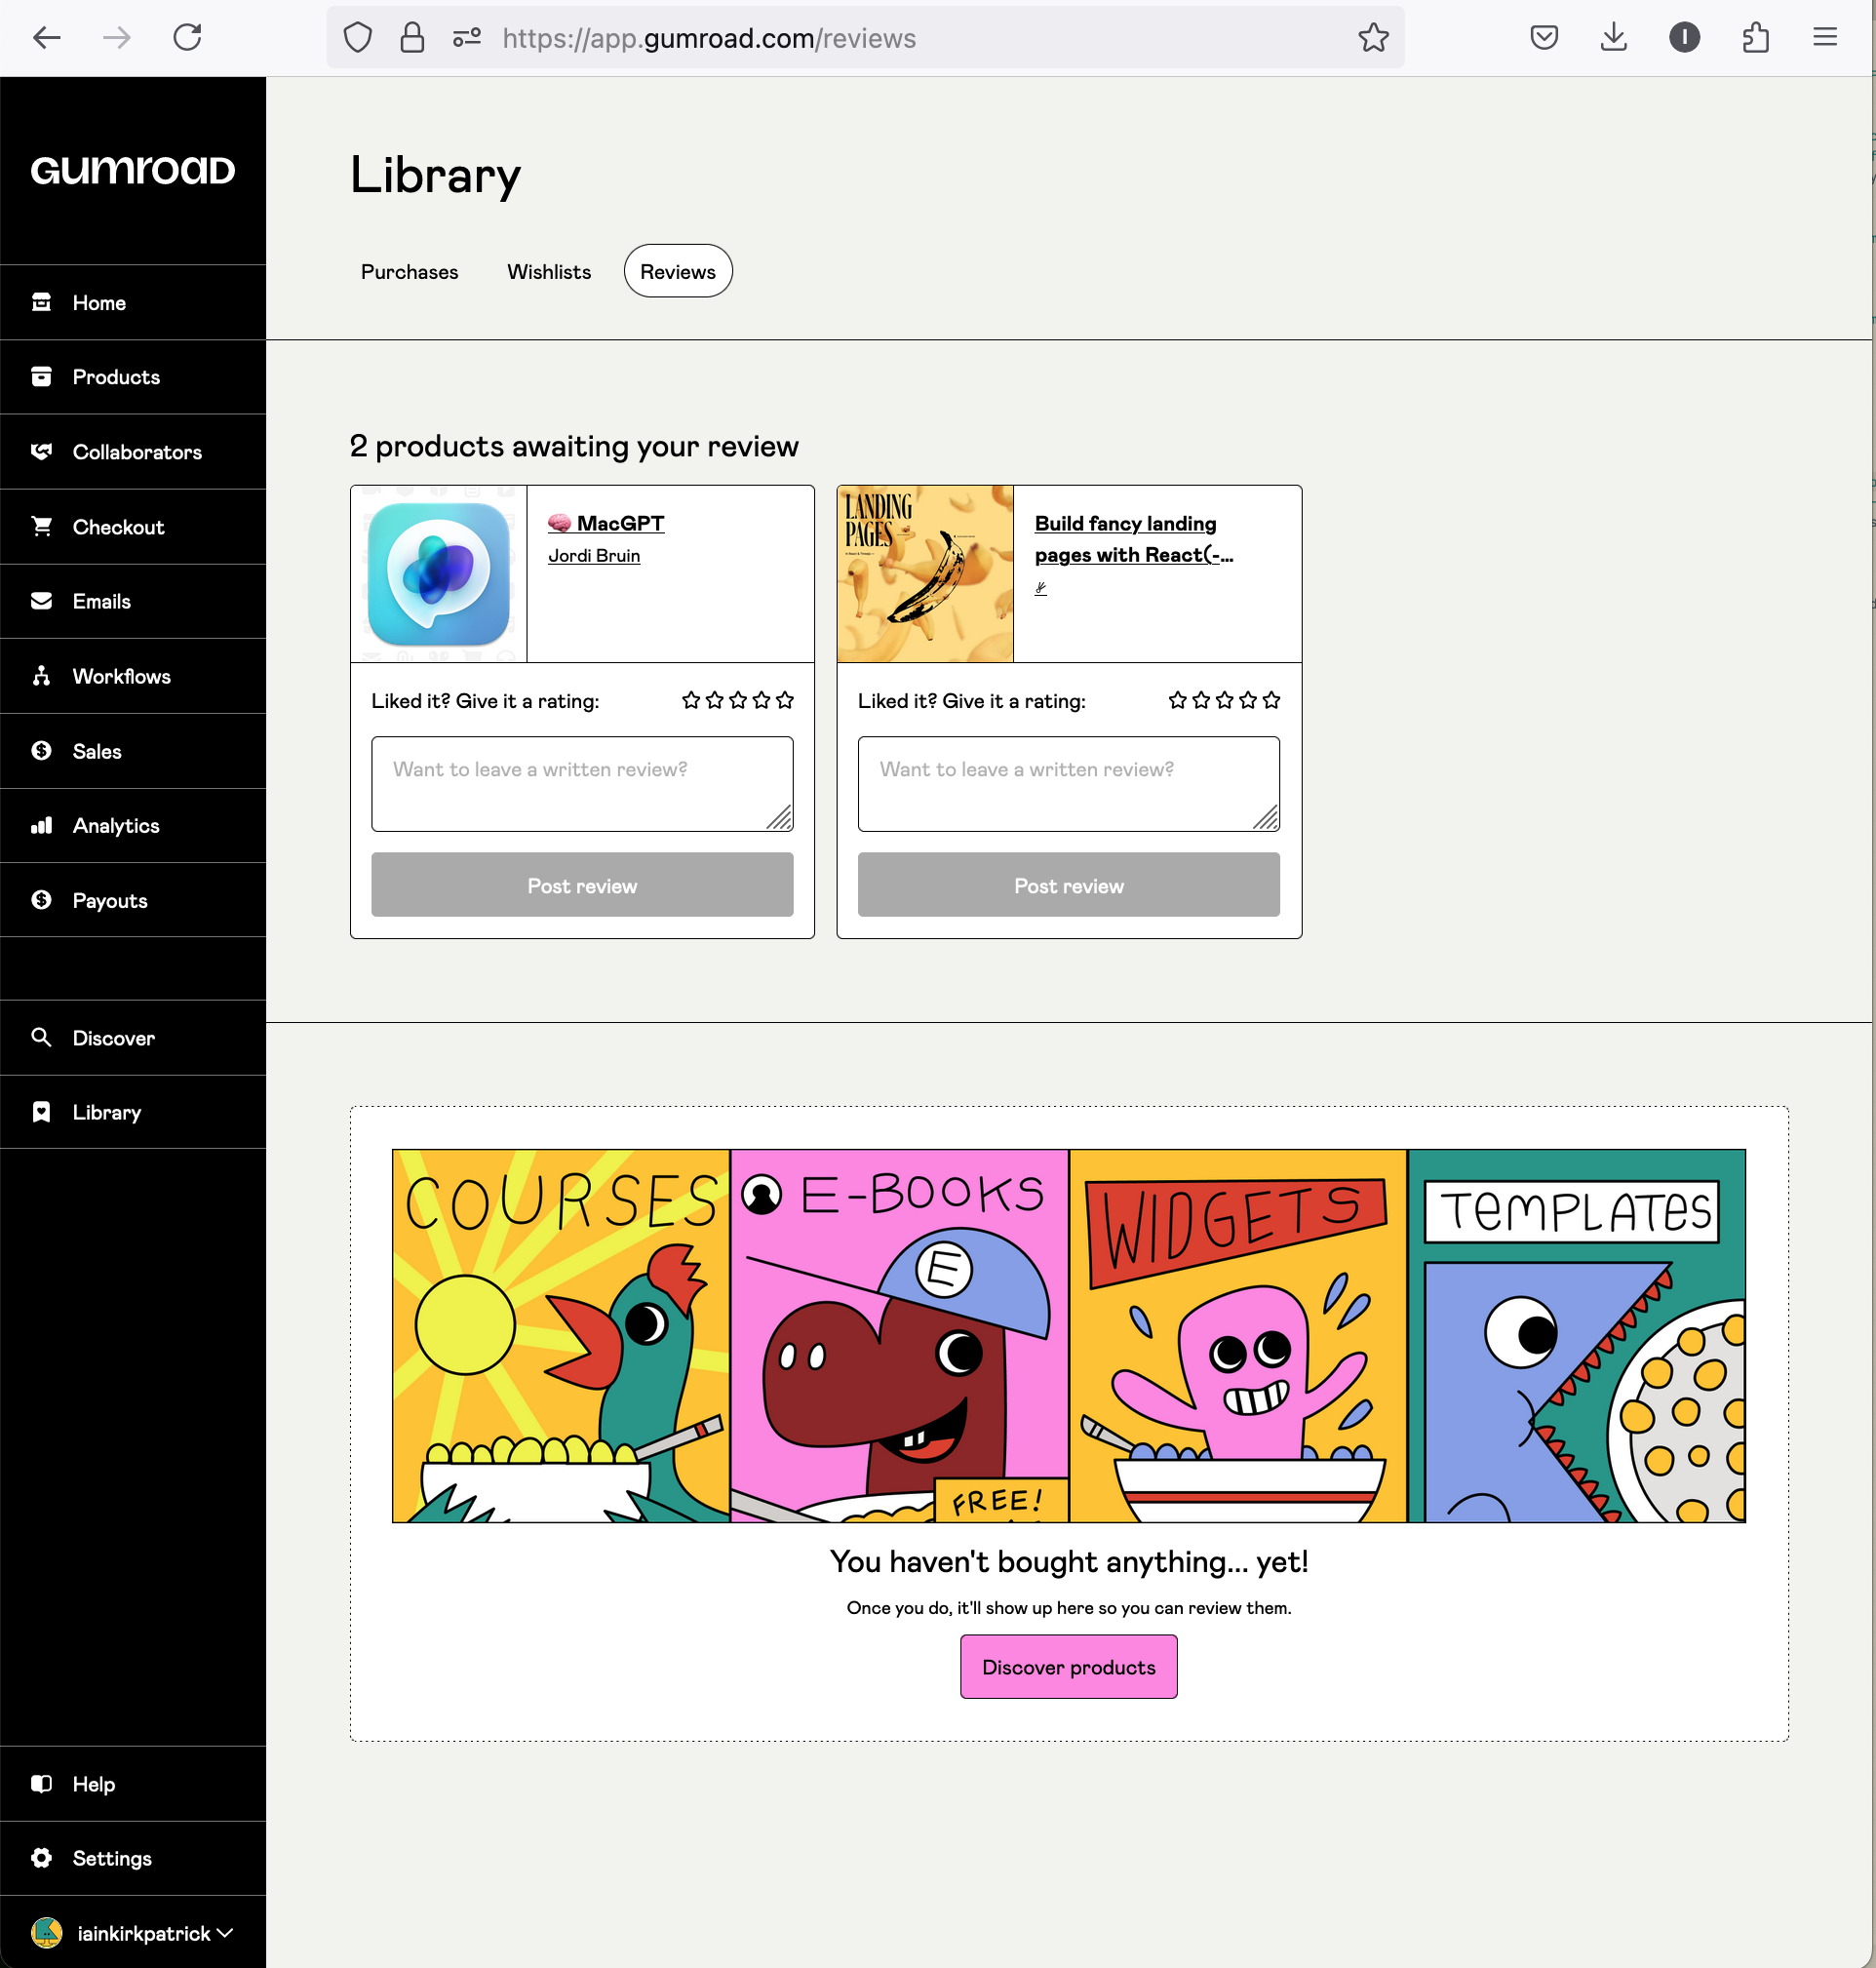 https://app.gumroad.com/reviews
GUMROAD
Home
Products
Collaborators
Checkout
Emails
Workflows
Sales
Analytics
Payouts
Discover
Library
Help
Settings
iainkirkpatrick
Library
Purchases
Wishlists
Reviews
2 products awaiting your review
🧠 MacGPT
Jordi Bruin
Liked it? Give it a rating:
Want to leave a written review?
Post review
LANDING
PAGES
Build fancy landing
pages with React(-...
Liked it? Give it a rating:
Want to leave a written review?
Post review
COURSES
E-BOOKS
E
FREE!
WIDGETS
TEMPLATES
You haven't bought anything... yet!
Once you do, it'll show up here so you can review them.
Discover products